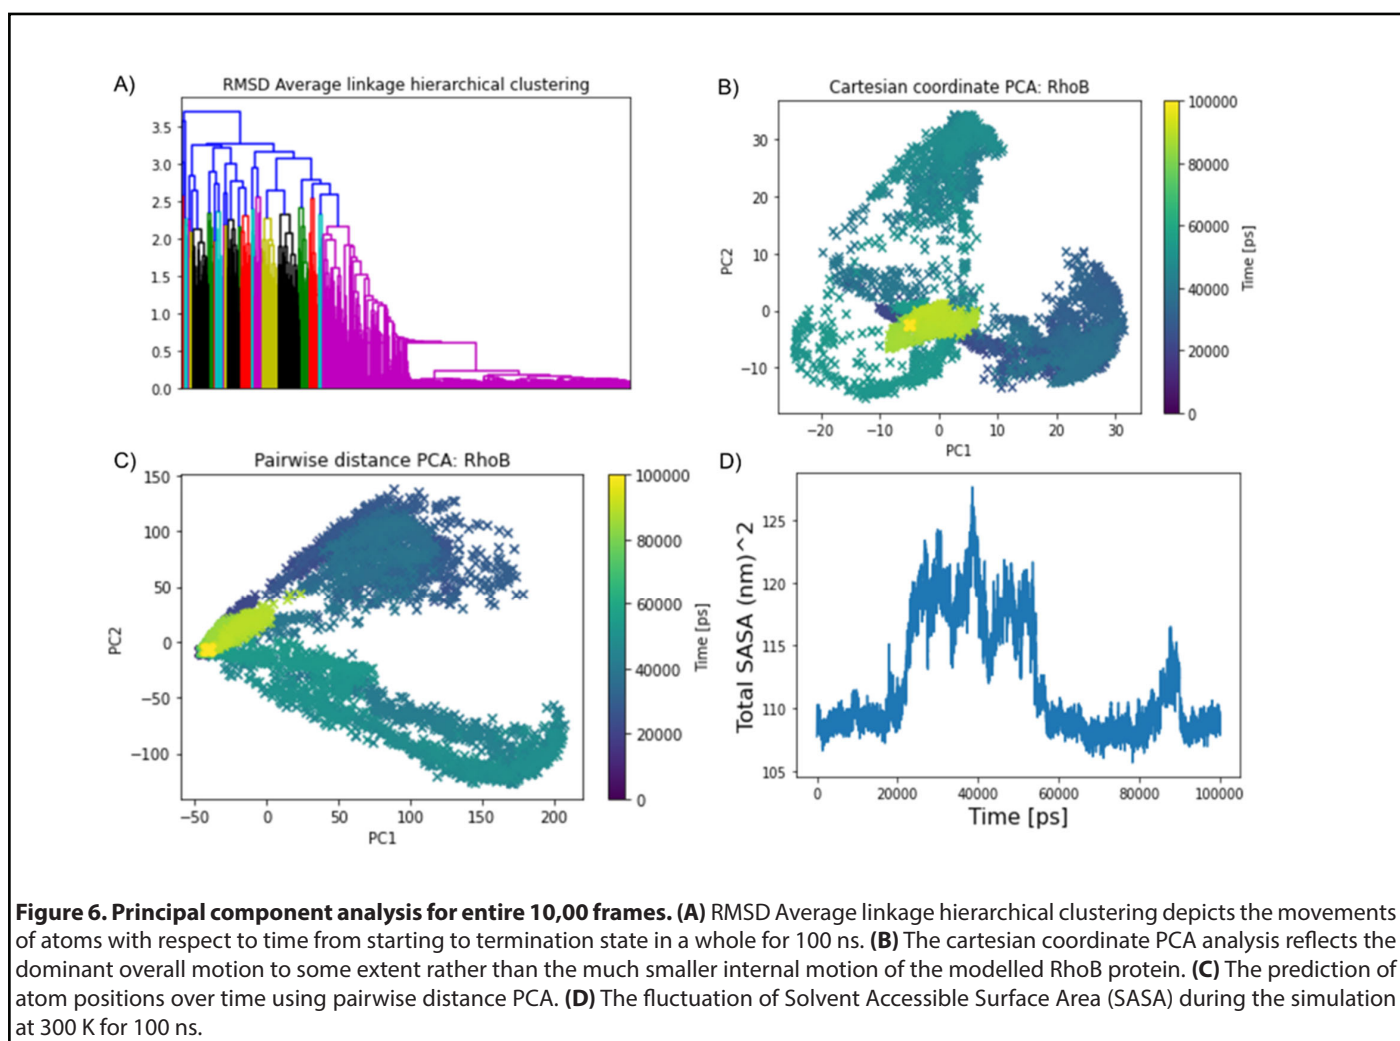 A)
RMSD Average linkage hierarchical clustering
3.5
3.0
2.5
2.0
1.5
1.0
0.5
0.0
B)
Cartesian coordinate PCA: RhoB
30
20
10
0
−10
PC2
−20
−10
0
10
20
30
PC1
100000
80000
60000
40000
20000
0
Time [ps]
C)
Pairwise distance PCA: RhoB
150
100
50
0
−50
−100
PC2
−50
0
50
100
150
200
PC1
100000
80000
60000
40000
20000
0
Time [ps]
D)
125
120
115
110
105
Total SASA (nm)^2
0
20000
40000
60000
80000
100000
Time [ps]
Figure 6. Principal component analysis for entire 10,00 frames. (A) RMSD Average linkage hierarchical clustering depicts the movements
of atoms with respect to time from starting to termination state in a whole for 100 ns. (B) The cartesian coordinate PCA analysis reflects the
dominant overall motion to some extent rather than the much smaller internal motion of the modelled RhoB protein. (C) The prediction of
atom positions over time using pairwise distance PCA. (D) The fluctuation of Solvent Accessible Surface Area (SASA) during the simulation
at 300 K for 100 ns.